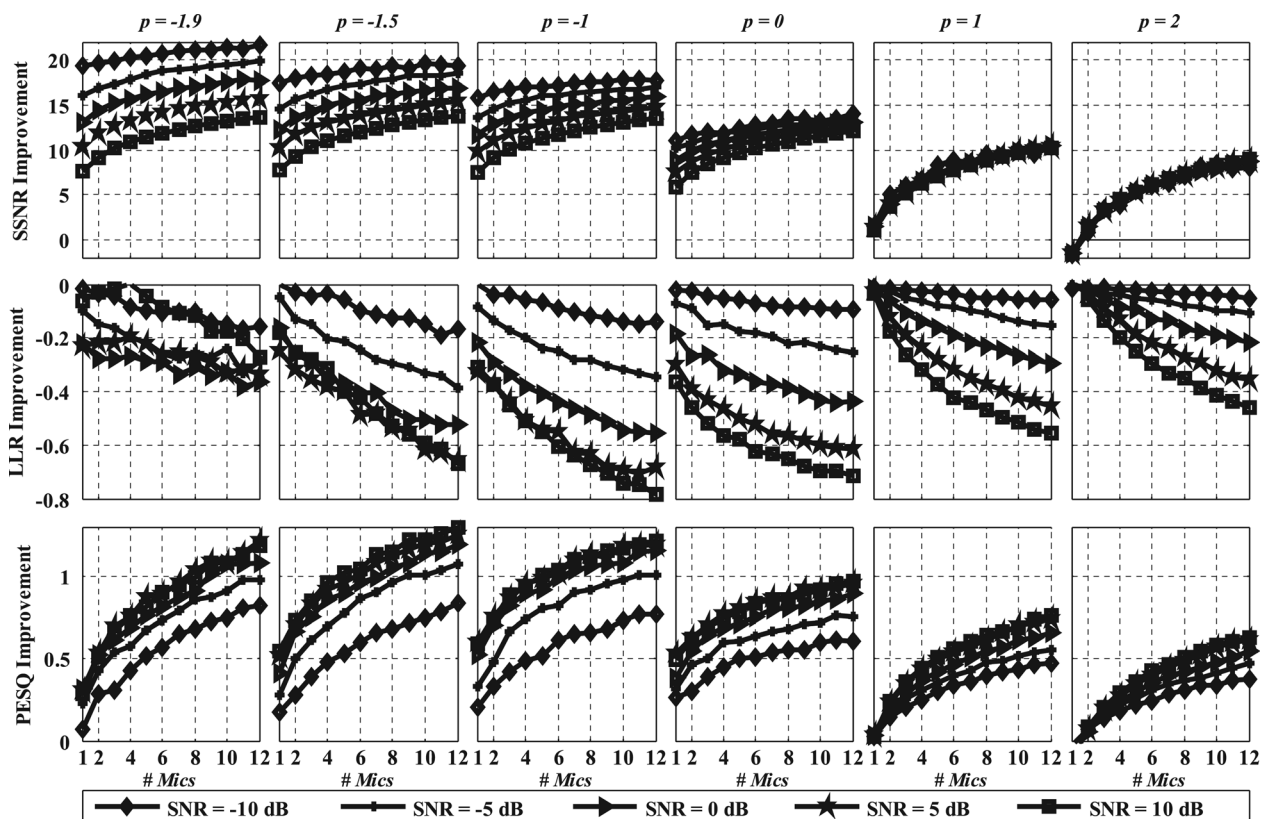 p = -1.9 p = -1.5 p = -1 p = 0 p = 1 p = 2
SSNR Improvement
20
15
10
5
0
LLR Improvement
0
-0.2
-0.4
-0.6
-0.8
PESQ Improvement
1
0.5
0
1 2 4 6 8 10 12 1 2 4 6 8 10 12 1 2 4 6 8 10 12 1 2 4 6 8 10 12 1 2 4 6 8 10 12 1 2 4 6 8 10 12
# Mics # Mics # Mics # Mics # Mics # Mics
SNR = -10 dB SNR = -5 dB SNR = 0 dB SNR = 5 dB SNR = 10 dB